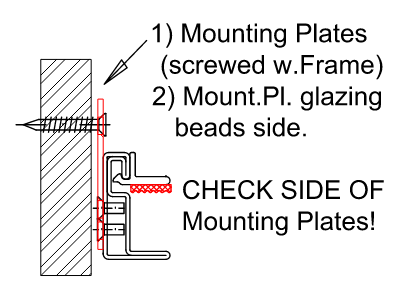 1) Mounting Plates
(screwed w.Frame)
2) Mount.Pl. glazing
beads side.
CHECK SIDE OF
Mounting Plates!